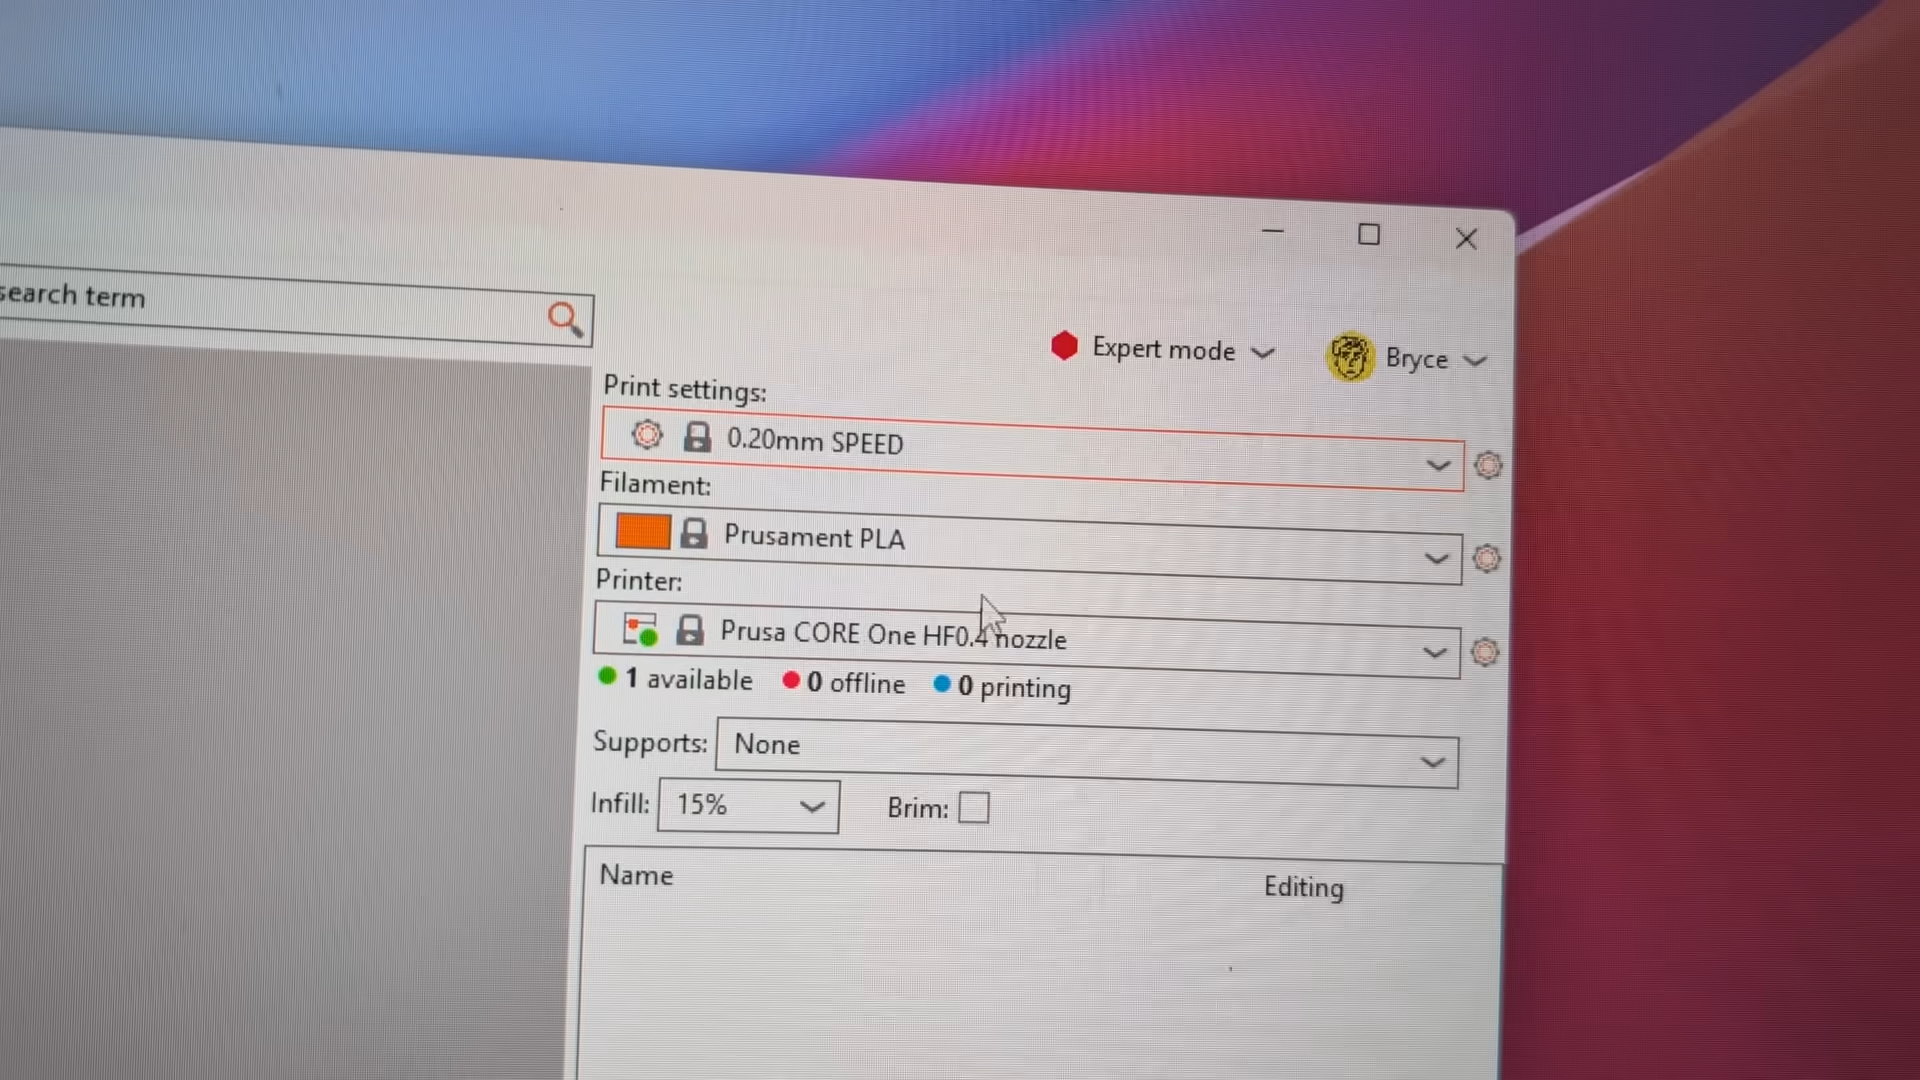 search term
Expert mode
Bryce
Print settings:
0.20mm SPEED
Filament:
Prusament PLA
Printer:
Prusa CORE One HF0.4 nozzle
1 available 0 offline 0 printing
Supports: None
Infill: 15% Brim:
Name Editing